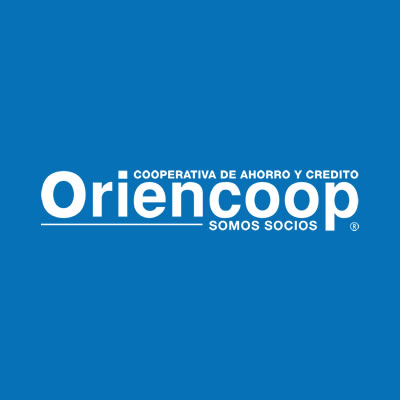 COOPERATIVA DE AHORRO Y CREDITO
Oriencoop
SOMOS SOCIOS ®